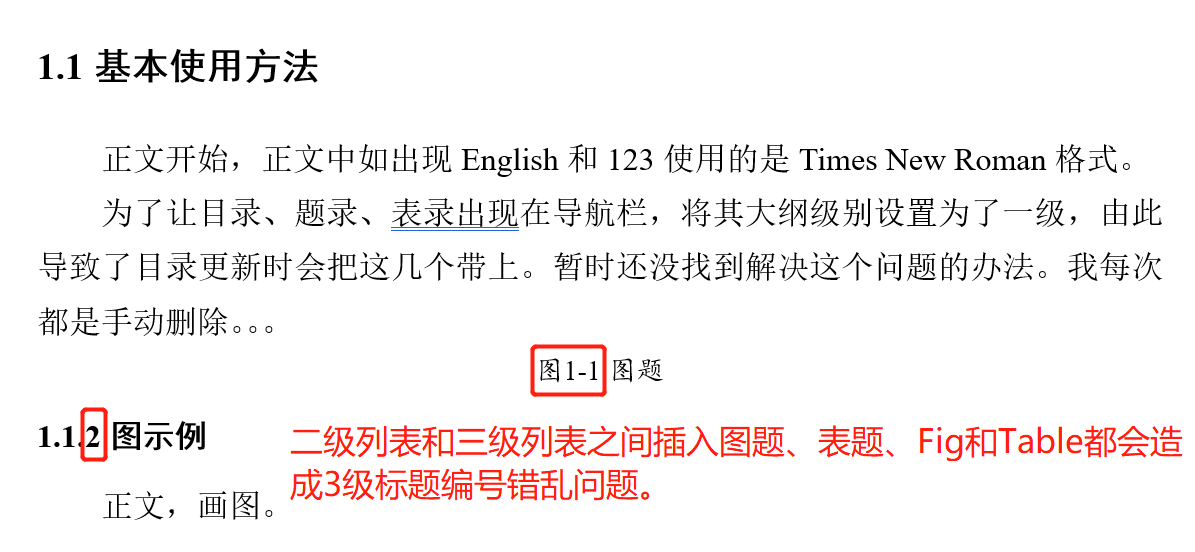 1.1 基本使用方法
正文开始，正文中如出现 English 和 123 使用的是 Times New Roman 格式。
为了让目录、题录、表录出现在导航栏，将其大纲级别设置为了一级，由此
导致了目录更新时会把这几个带上。暂时还没找到解决这个问题的办法。我每次
都是手动删除。。。
图1-1 图题
1.1.2 图示例
二级列表和三级列表之间插入图题、表题、Fig和Table都会造
成3级标题编号错乱问题。
正文，画图。